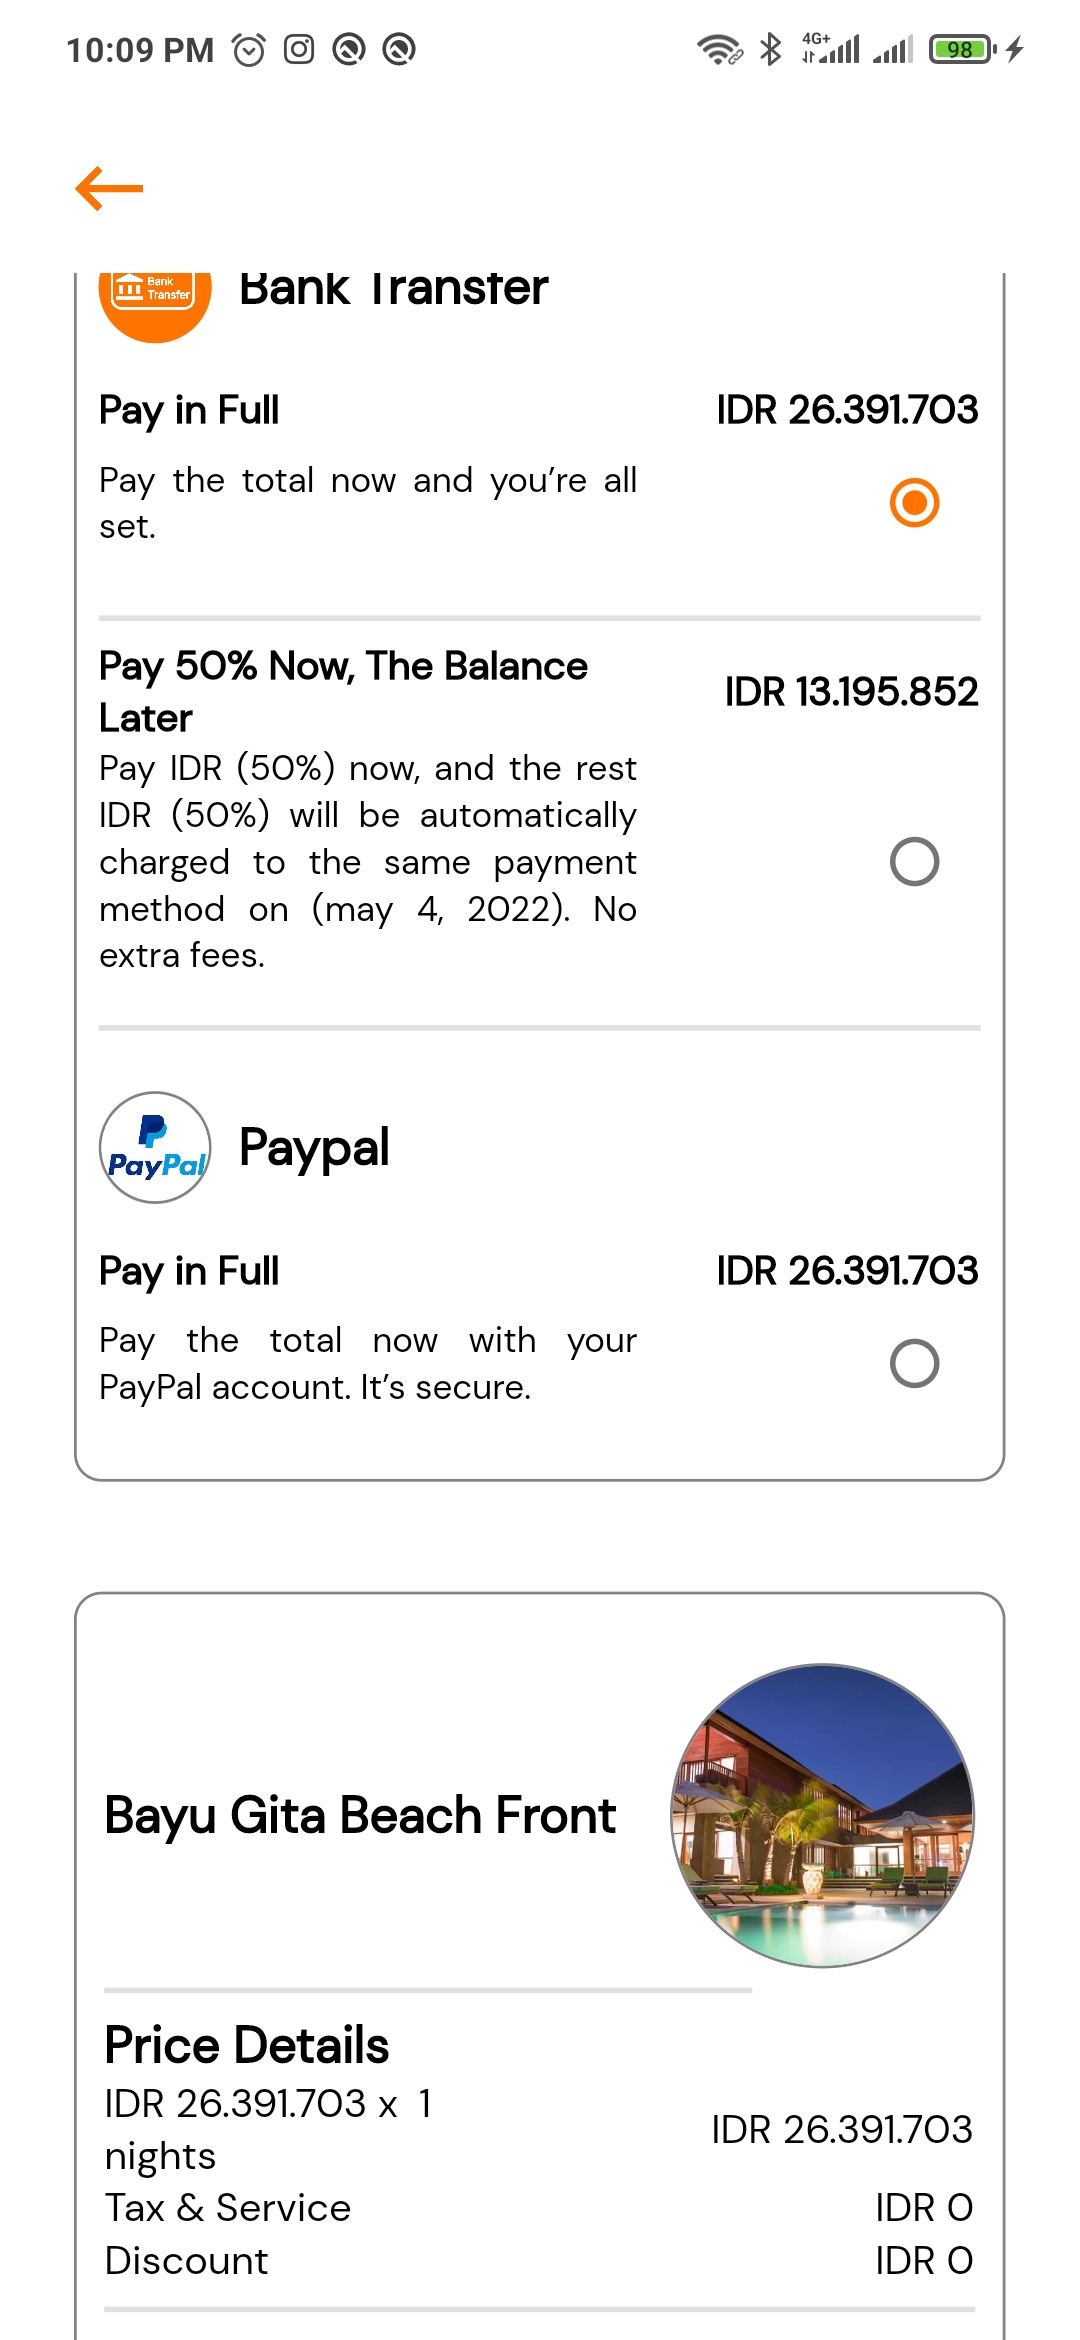 10:09 PM
4G+
98
Bank
Transfer
Bank Transfer
Pay in Full
IDR 26.391.703
Pay the total now and you’re all
set.
Pay 50% Now, The Balance
Later
IDR 13.195.852
Pay IDR (50%) now, and the rest
IDR (50%) will be automatically
charged to the same payment
method on (may 4, 2022). No
extra fees.
PayPal
Paypal
Pay in Full
IDR 26.391.703
Pay the total now with your
PayPal account. It’s secure.
Bayu Gita Beach Front
Price Details
IDR 26.391.703 x 1
nights
IDR 26.391.703
Tax & Service
IDR 0
Discount
IDR 0